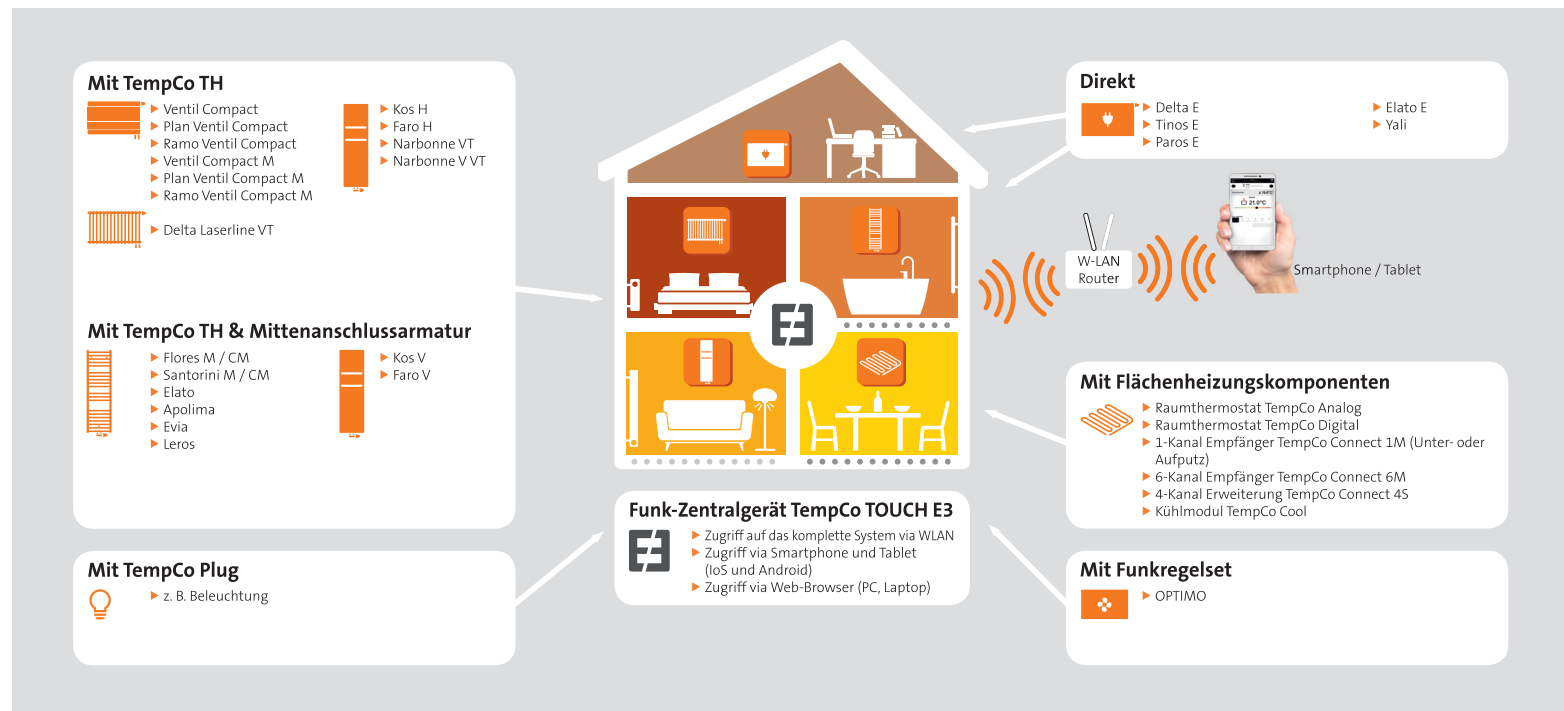 Mit TempCo TH
Ventil Compact
Plan Ventil Compact
Ramo Ventil Compact
Ventil Compact M
Plan Ventil Compact M
Ramo Ventil Compact M
Kos H
Faro H
Narbonne VT
Narbonne V VT
Delta Laserline VT
Mit TempCo TH & Mittenanschlussarmatur
Flores M / CM
Santorini M / CM
Elato
Apolima
Evia
Leros
Kos V
Faro V
Mit TempCo Plug
z. B. Beleuchtung
Funk-Zentralgerät TempCo TOUCH E3
Zugriff auf das komplette System via WLAN
Zugriff via Smartphone und Tablet
(IoS und Android)
Zugriff via Web-Browser (PC, Laptop)
Direkt
Delta E
Tinos E
Paros E
Elato E
Yali
W-LAN
Router
21.0°C
Smartphone / Tablet
Mit Flächenheizungskomponenten
Raumthermostat TempCo Analog
Raumthermostat TempCo Digital
1-Kanal Empfänger TempCo Connect 1M (Unter- oder
Aufputz)
6-Kanal Empfänger TempCo Connect 6M
4-Kanal Erweiterung TempCo Connect 4S
Kühlmodul TempCo Cool
Mit Funkregelset
OPTIMO